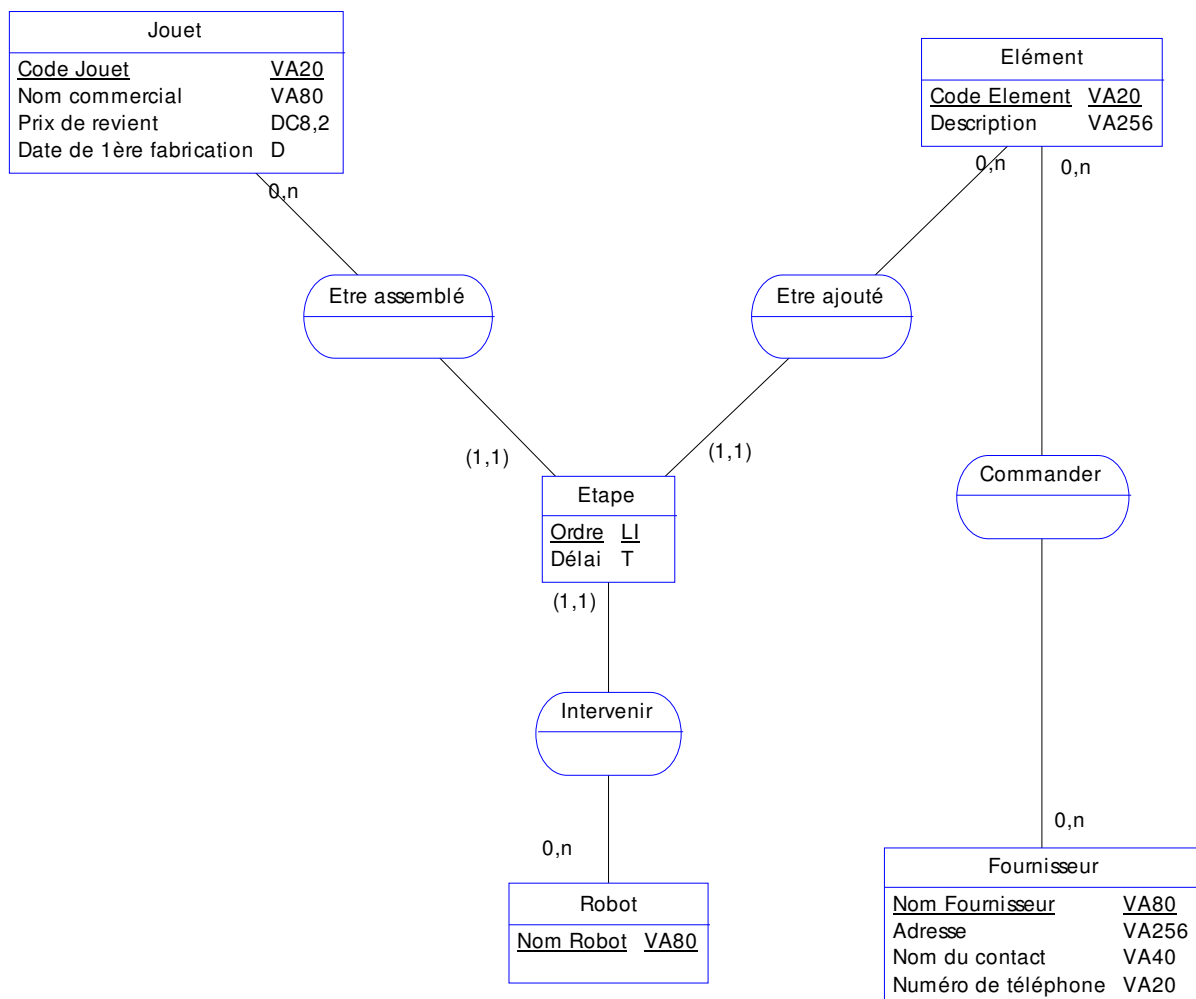 Jouet
Code Jouet VA20
Nom commercial VA80
Prix de revient DC8,2
Date de 1ère fabrication D
0,n
Elément
Code Element VA20
Description VA256
0,n
0,n
Etre assemblé
Etre ajouté
(1,1)
(1,1)
Commander
Etape
Ordre LI
Délai T
(1,1)
Intervenir
0,n
0,n
Robot
Nom Robot VA80
Fournisseur
Nom Fournisseur VA80
Adresse VA256
Nom du contact VA40
Numéro de téléphone VA20